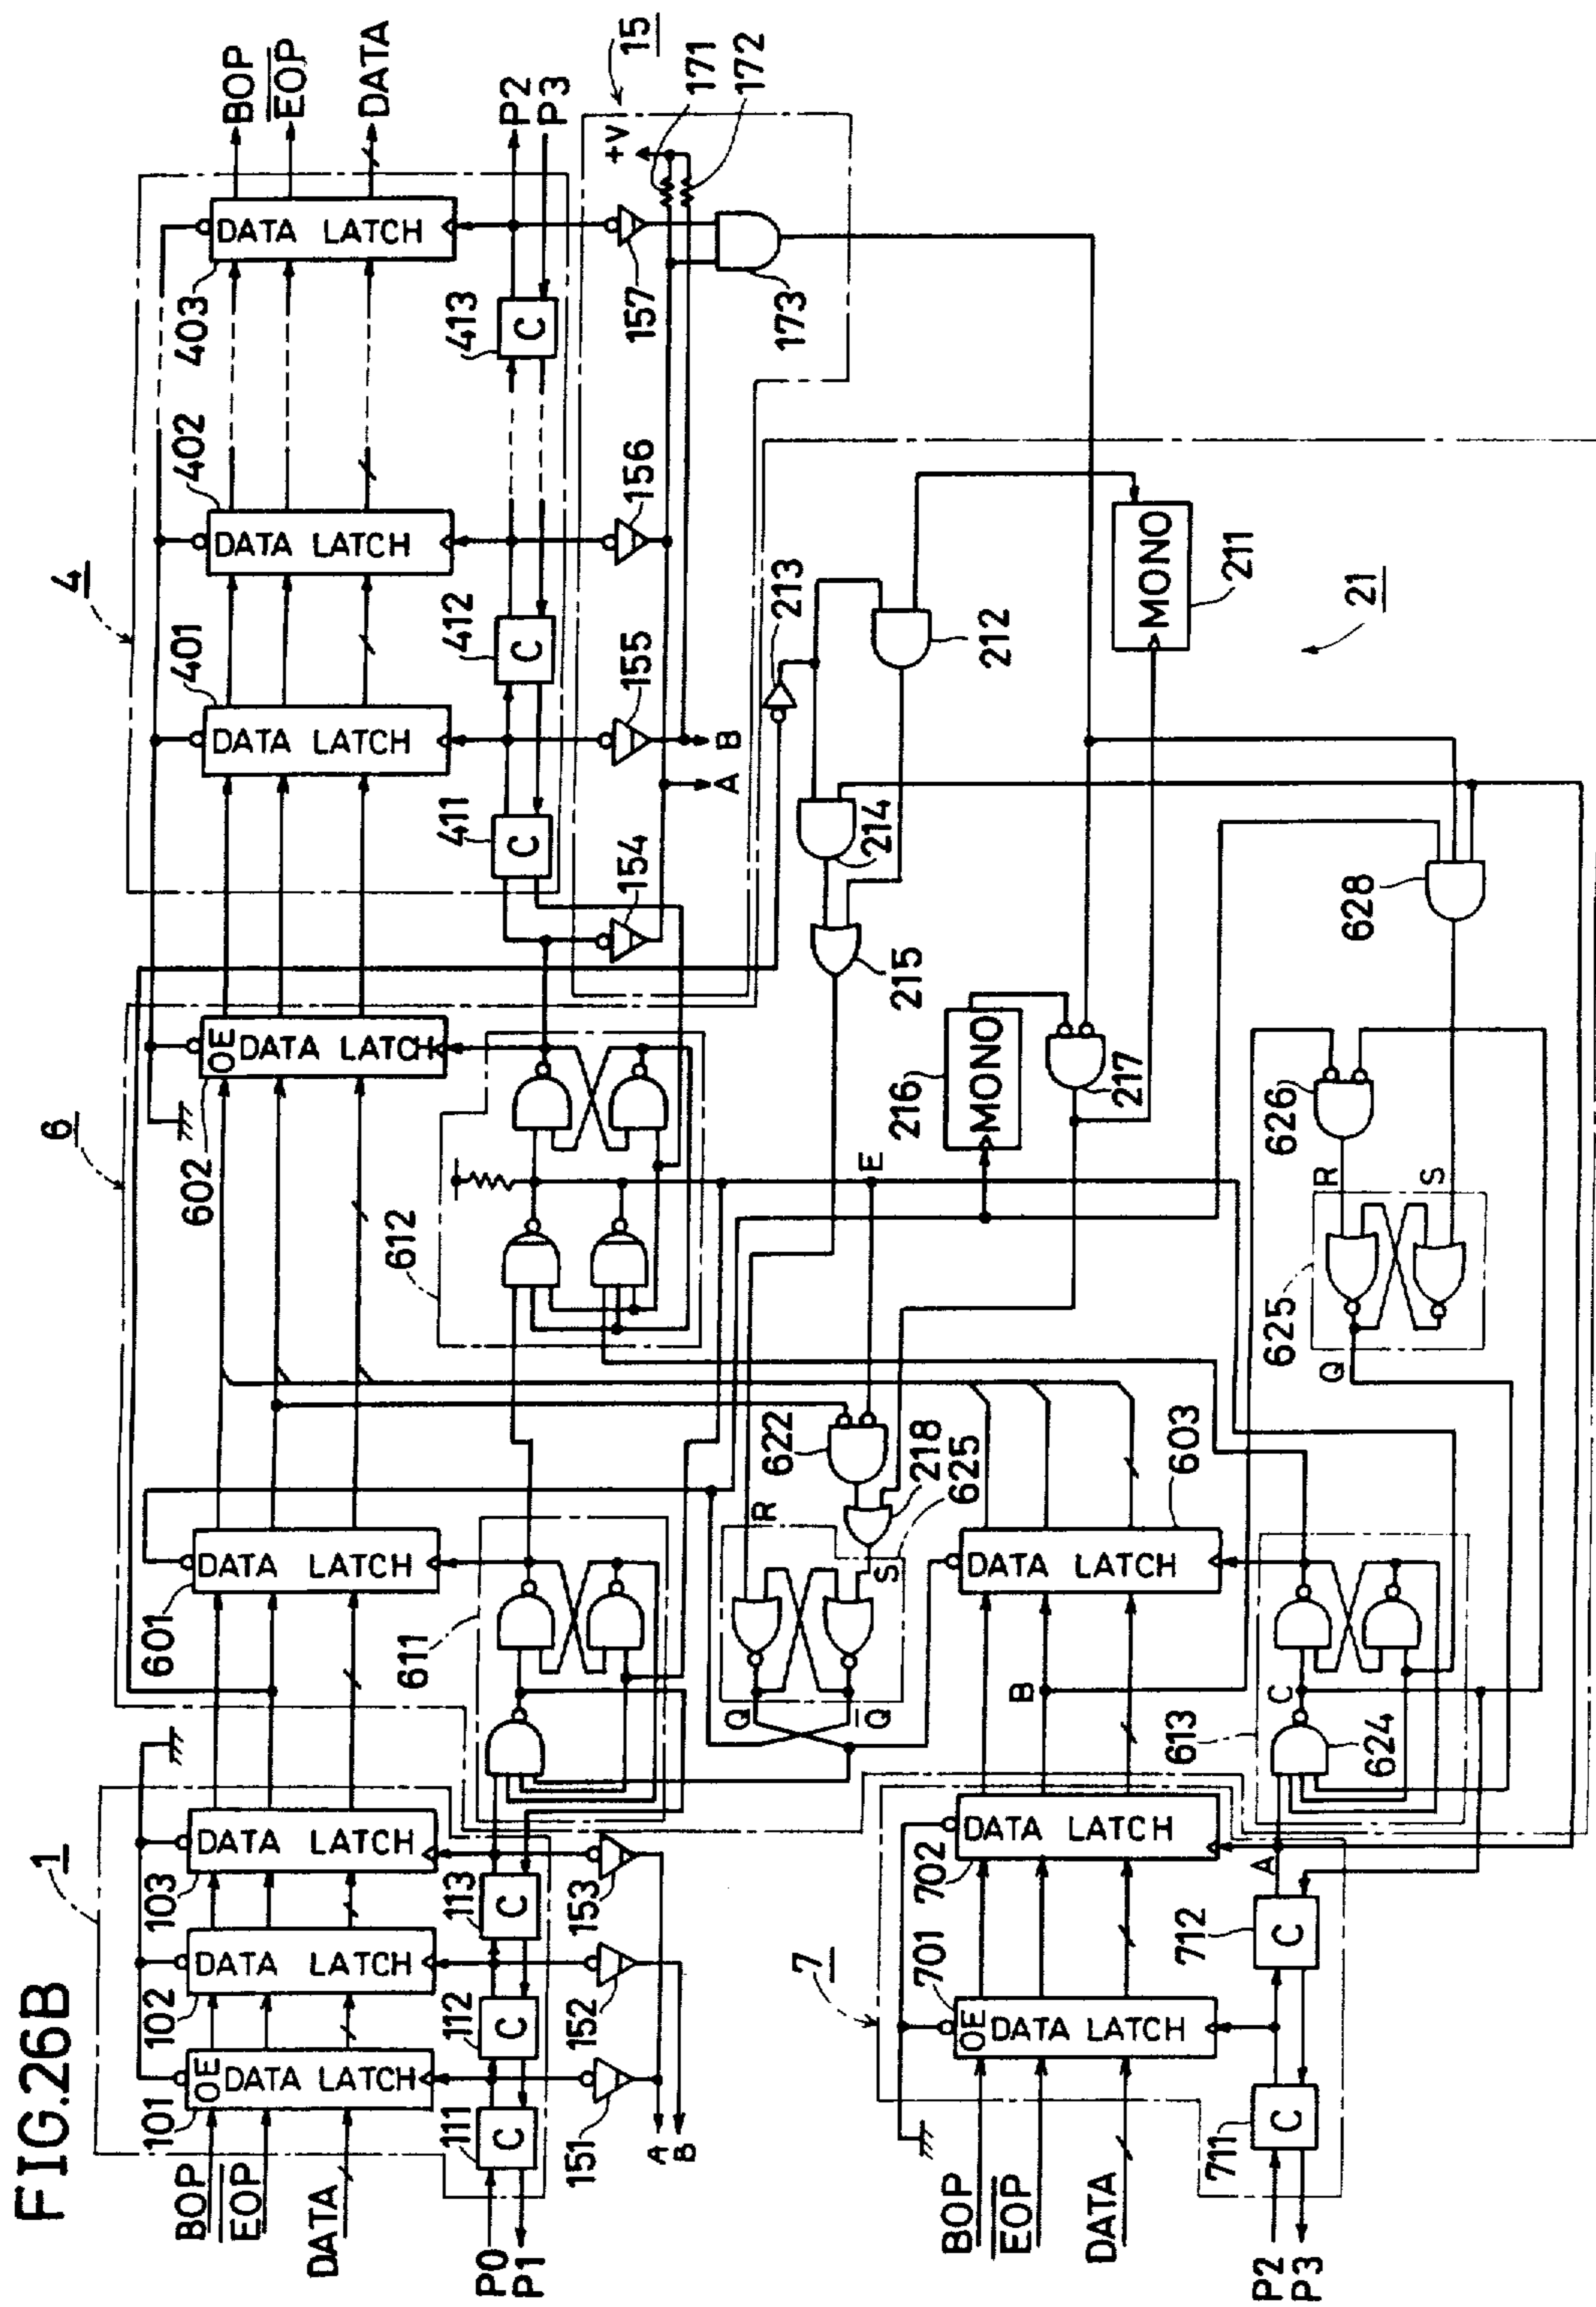 FIG.26B
1
4
6
15
BOP
EOP
DATA
P0
P1
101
OE
DATA LATCH
102
DATA LATCH
103
DATA LATCH
601
DATA LATCH
602
OE
DATA LATCH
401
DATA LATCH
402
DATA LATCH
403
DATA LATCH
BOP
EOP
DATA
P2
P3
111
C
112
C
113
C
611
612
411
C
412
C
413
C
151
152
153
154
155
156
157
A
B
A
B
+V
171
172
173
213
212
MONO
211
21
214
215
216
MONO
217
E
622
218
625
R
S
Q
Q
7
BOP
EOP
DATA
P2
P3
701
OE
DATA LATCH
702
DATA LATCH
603
DATA LATCH
B
711
C
712
C
A
613
C
624
625
Q
R
S
626
628